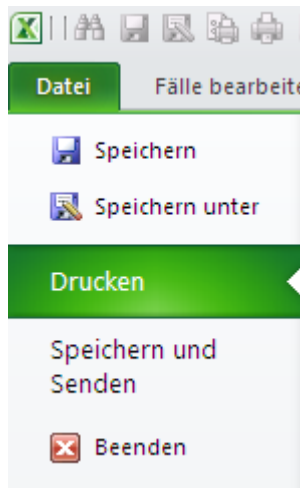 Datei Fälle bearbeite
Speichern
Speichern unter
Drucken
Speichern und
Senden
Beenden